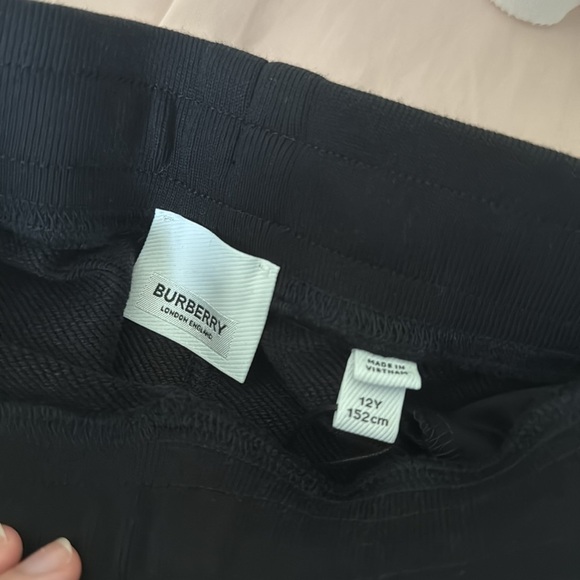 BURBERRY
LONDON ENGLAND
MADE IN
VIETNAM
12Y
152cm